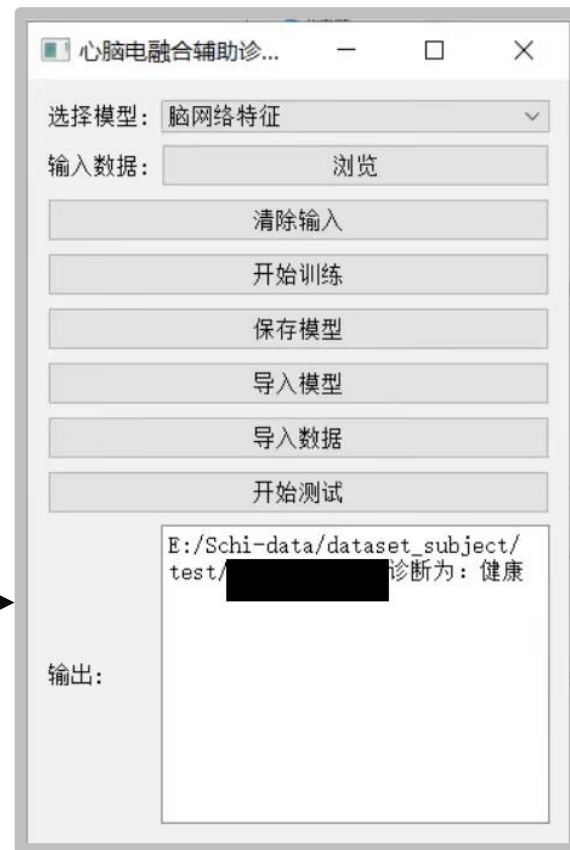 心脑电融合辅助诊...
选择模型: 脑网络特征
输入数据: 浏览
清除输入
开始训练
保存模型
导入模型
导入数据
开始测试
E:/Schi-data/dataset_subject/
test/ 诊断为: 健康
输出: